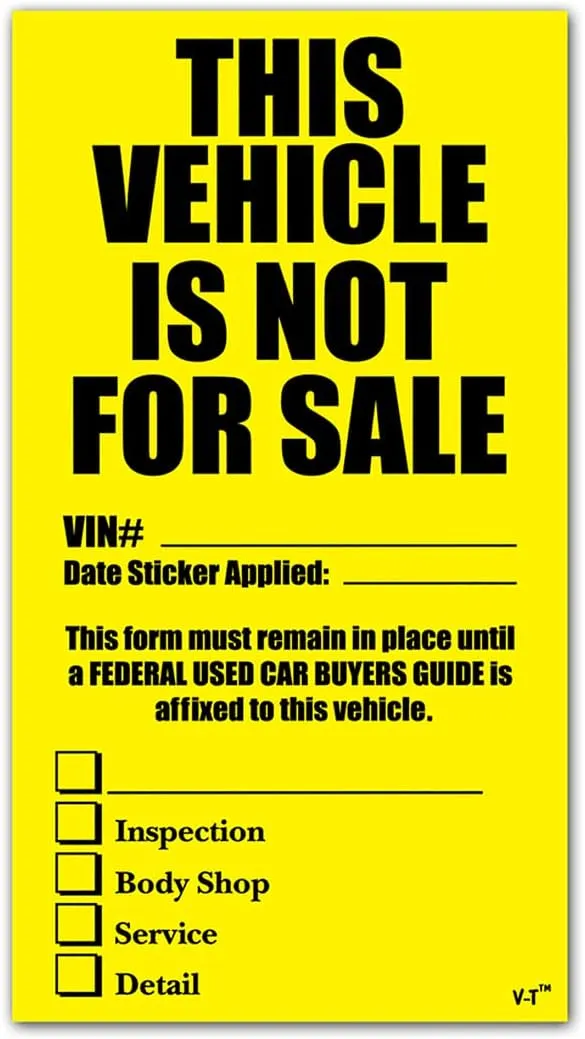 THIS
VEHICLE
IS NOT
FOR SALE
VIN#
Date Sticker Applied:
This form must remain in place until
a FEDERAL USED CAR BUYERS GUIDE is
affixed to this vehicle.
Inspection
Body Shop
Service
Detail
V-T™